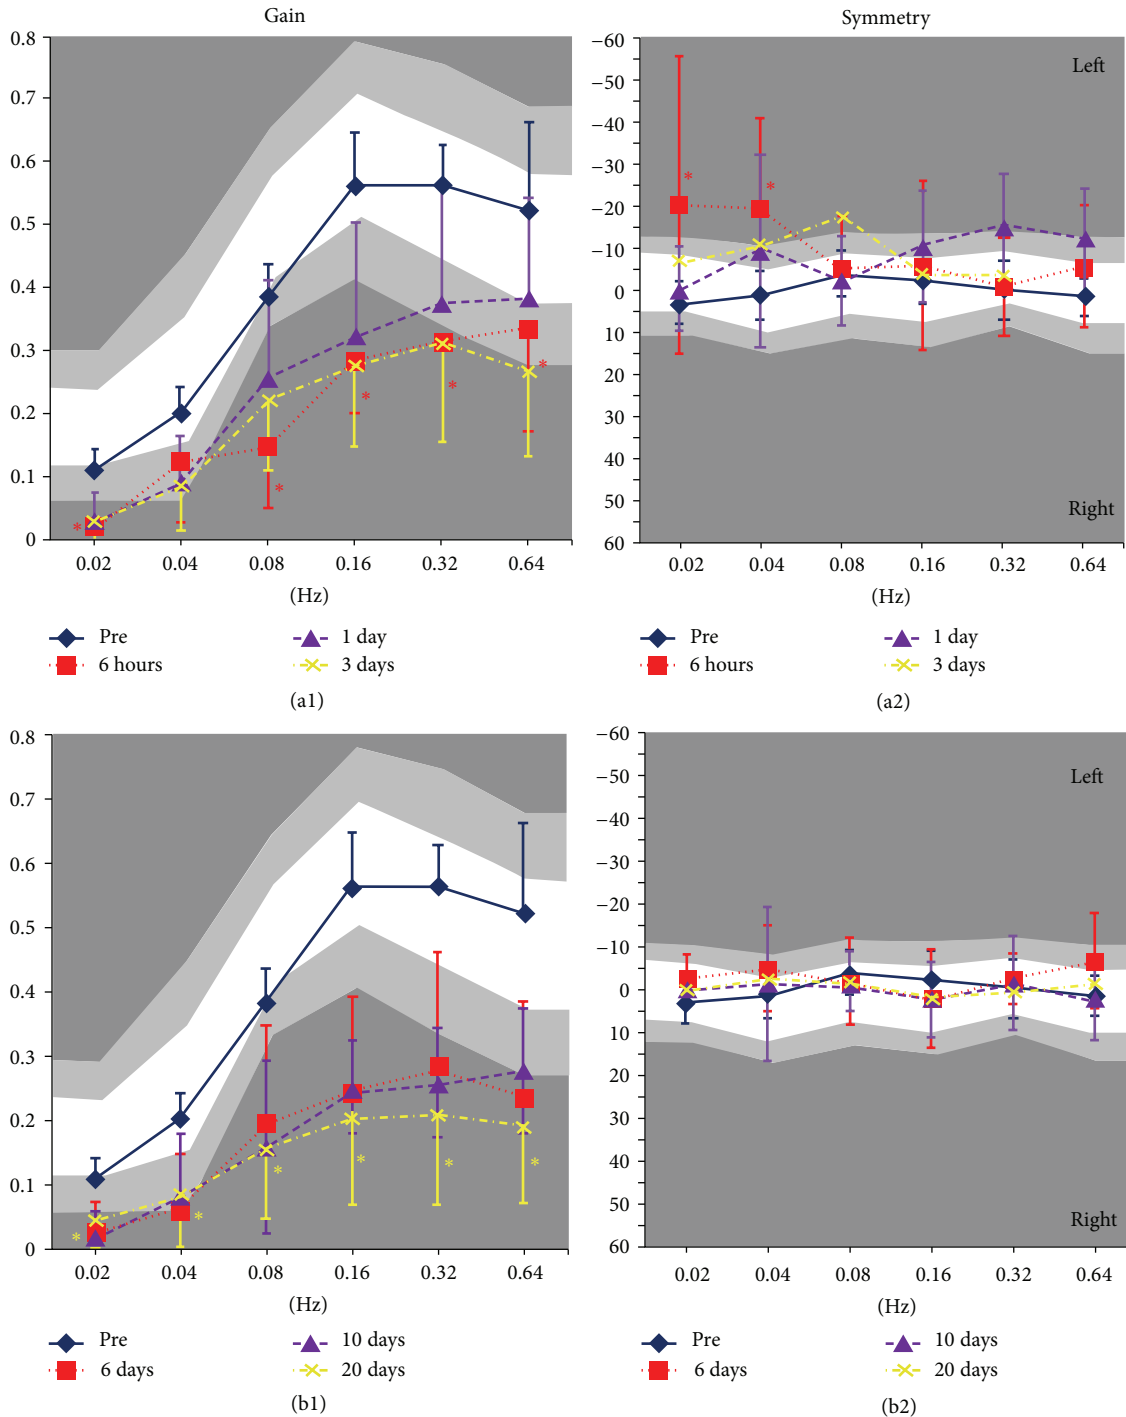 Gain
0.8
0.7
0.6
0.5
0.4
0.3
0.2
0.1
0
* * * * *
0.02 0.04 0.08 0.16 0.32 0.64
(Hz)
Pre 1 day
6 hours 3 days
(a1)
Symmetry
−60
−50
−40
−30
−20
−10
0
10
20
30
40
50
60
Left
* *
Right
0.02 0.04 0.08 0.16 0.32 0.64
(Hz)
Pre 1 day
6 hours 3 days
(a2)
0.8
0.7
0.6
0.5
0.4
0.3
0.2
0.1
0
* * * * * *
0.02 0.04 0.08 0.16 0.32 0.64
(Hz)
Pre 10 days
6 days 20 days
(b1)
−60
−50
−40
−30
−20
−10
0
10
20
30
40
50
60
Left
Right
0.02 0.04 0.08 0.16 0.32 0.64
(Hz)
Pre 10 days
6 days 20 days
(b2)